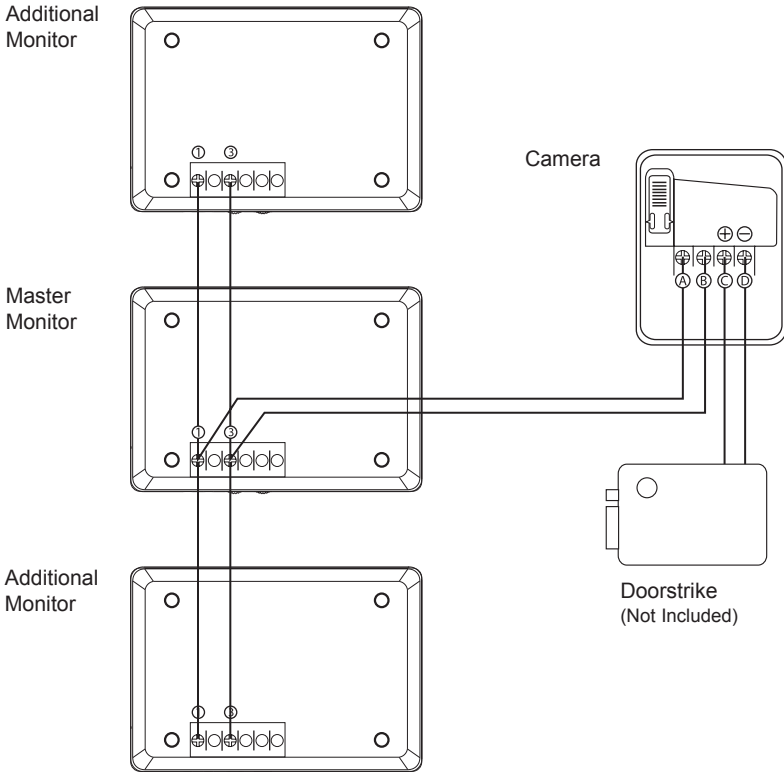 Additional
Monitor
① ③
Camera
⊕ ⊖
Ⓐ Ⓑ Ⓒ Ⓓ
Master
Monitor
① ③
Doorstrike
(Not Included)
Additional
Monitor
① ③